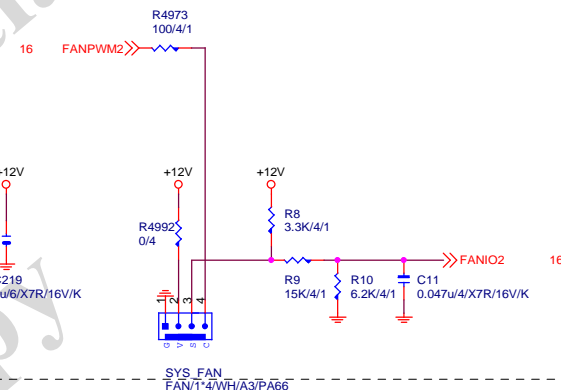 R4973
100/4/1
16 FANPWM2
+12V
+12V
+12V
R4992
0/4
R8
3.3K/4/1
FANIO2 16
C219
u/6/X7R/16V/K
R9
15K/4/1
R10
6.2K/4/1
C11
0.047u/4/X7R/16V/K
1 2 3 4
G V S C
SYS_FAN
FAN/1*4/WH/A3/PA66